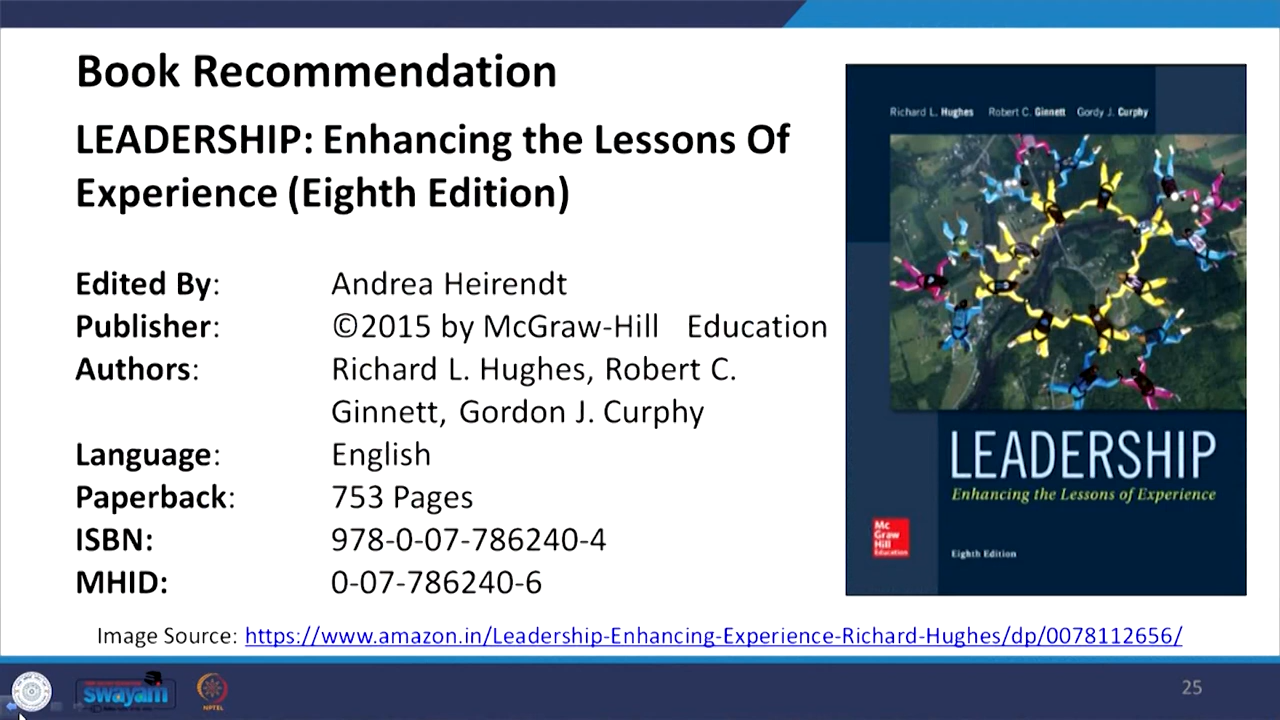 Book Recommendation
LEADERSHIP: Enhancing the Lessons Of
Experience (Eighth Edition)
Edited By: Andrea Heirendt
Publisher: ©2015 by McGraw-Hill Education
Authors: Richard L. Hughes, Robert C.
Ginnett, Gordon J. Curphy
Language: English
Paperback: 753 Pages
ISBN: 978-0-07-786240-4
MHID: 0-07-786240-6
Richard L. Hughes Robert C. Ginnett Gordy J. Curphy
LEADERSHIP
Enhancing the Lessons of Experience
Mc
Graw
Hill
Education
Eighth Edition
Image Source: https://www.amazon.in/Leadership-Enhancing-Experience-Richard-Hughes/dp/0078112656/
swayam
NPTEL
25